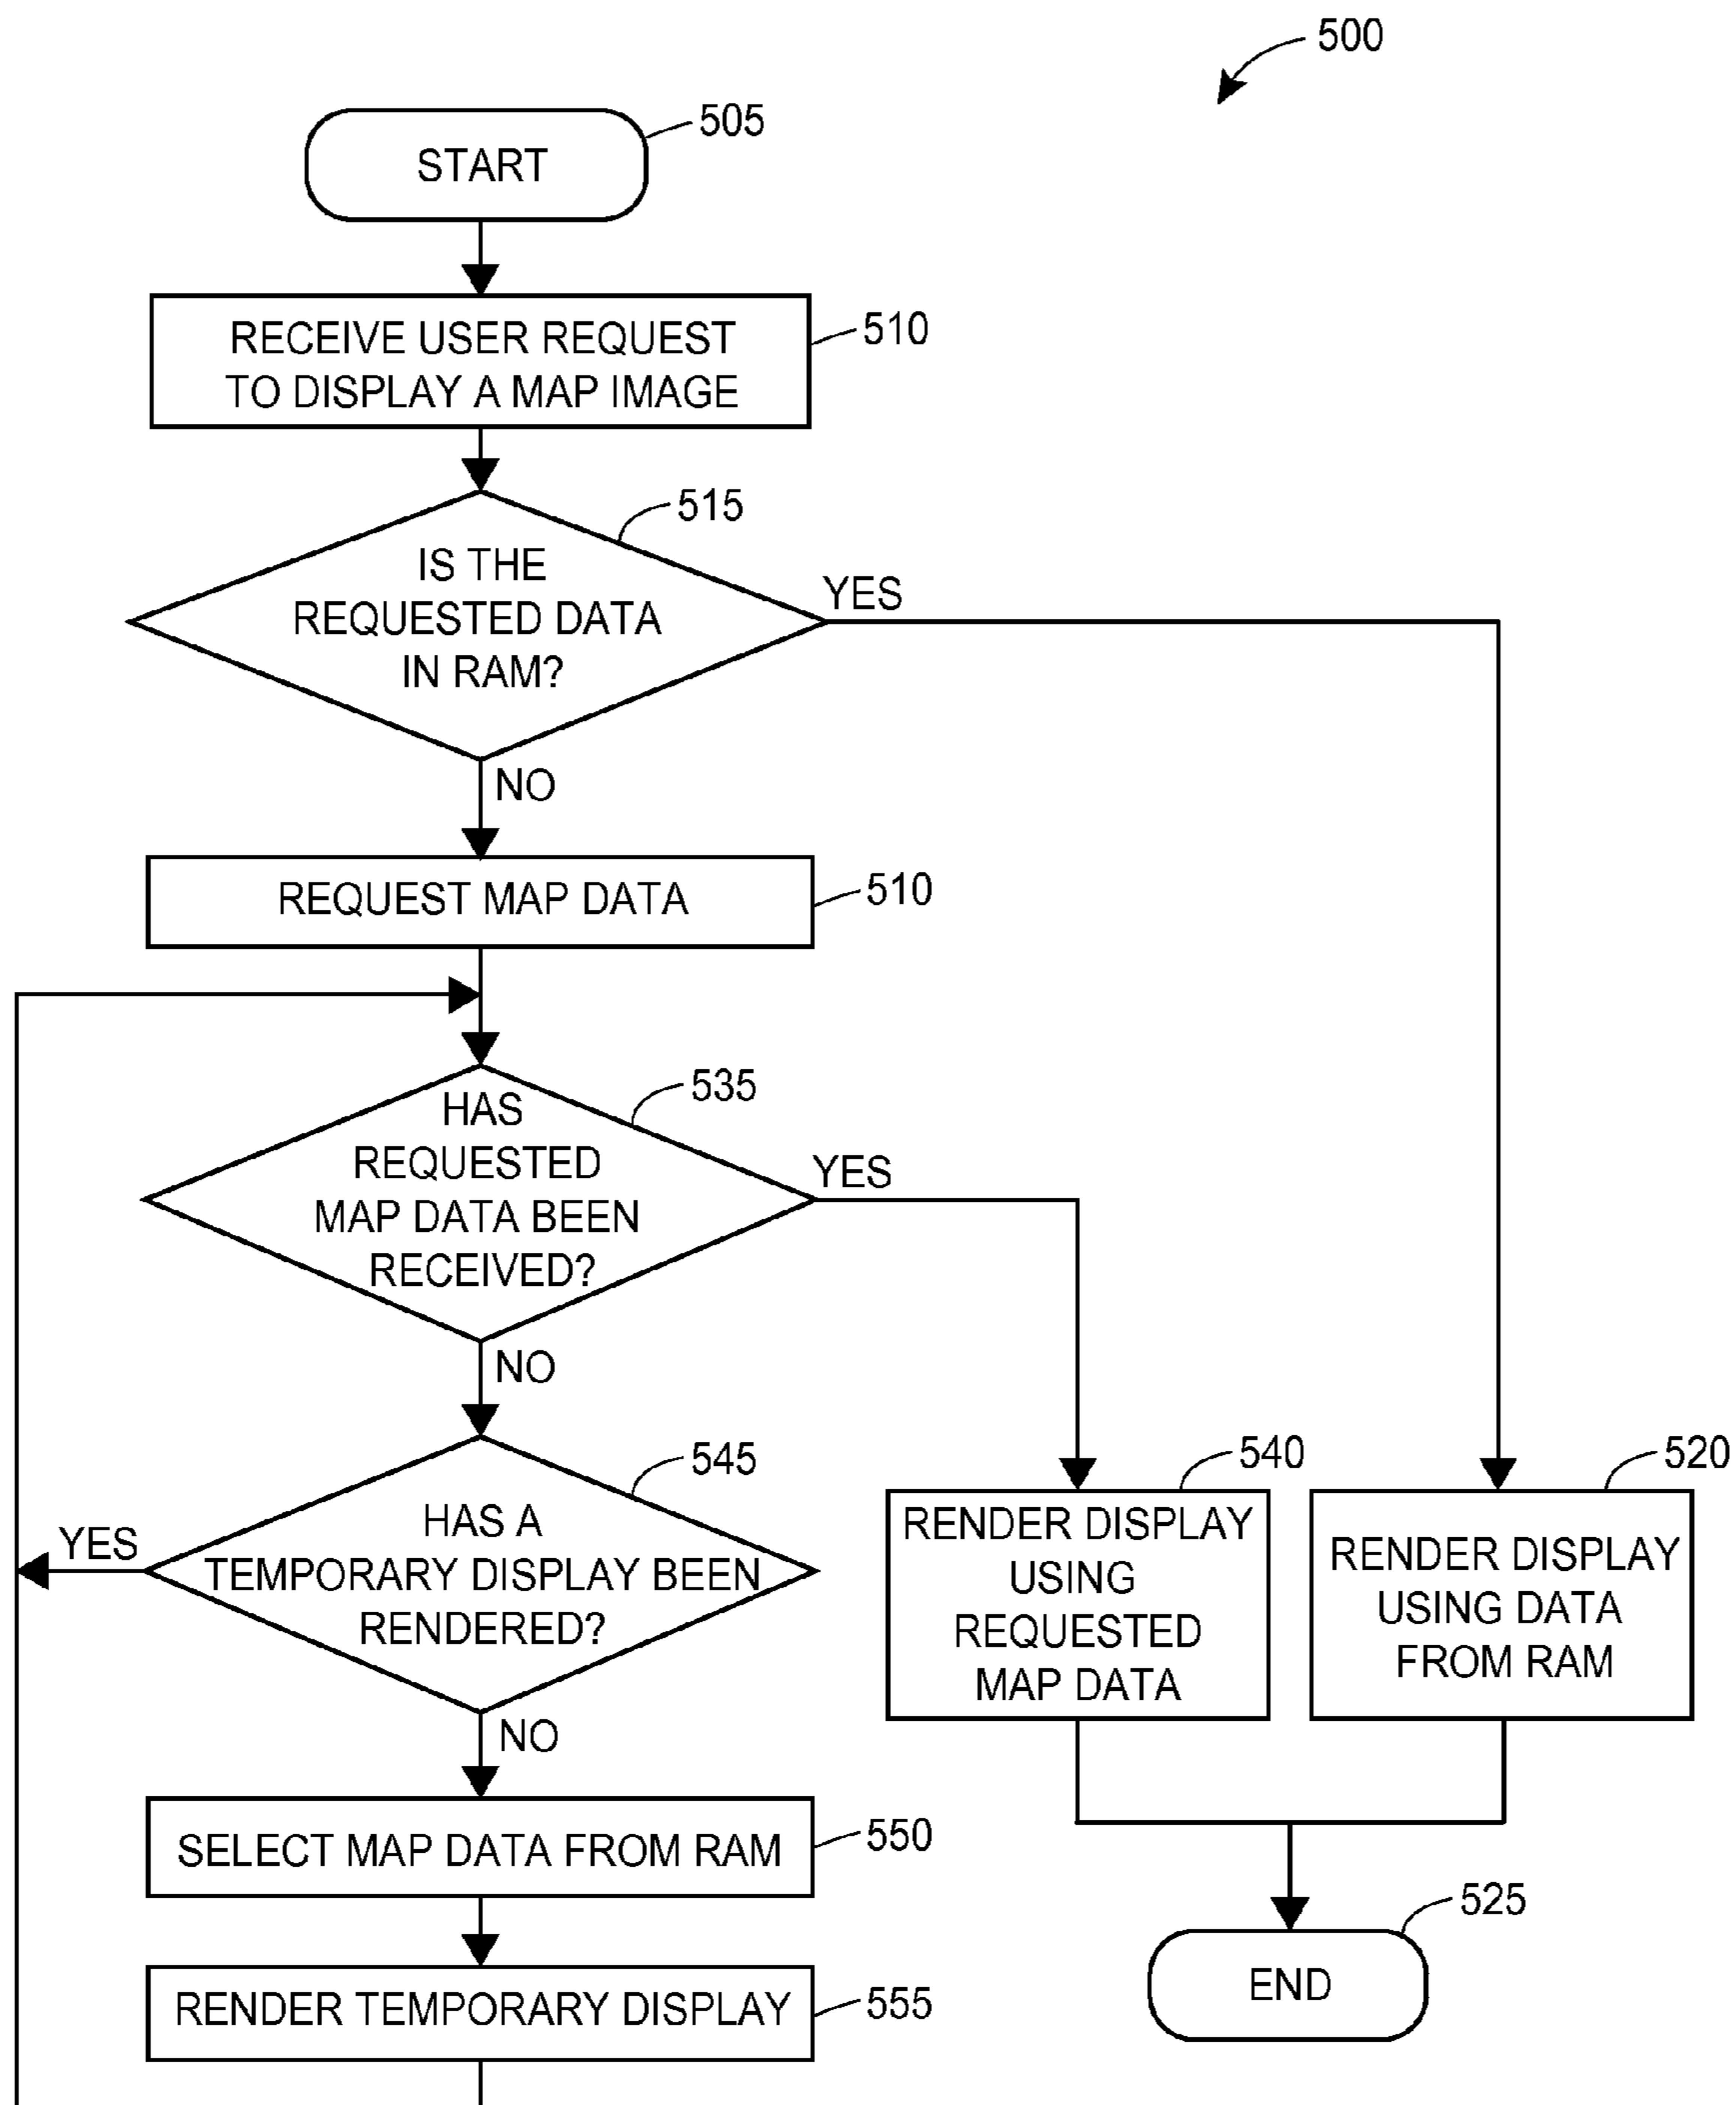 500
505
START
RECEIVE USER REQUEST
TO DISPLAY A MAP IMAGE
510
515
IS THE
REQUESTED DATA
IN RAM?
YES
NO
REQUEST MAP DATA
510
535
HAS
REQUESTED
MAP DATA BEEN
RECEIVED?
YES
NO
545
HAS A
TEMPORARY DISPLAY BEEN
RENDERED?
YES
NO
540
RENDER DISPLAY
USING
REQUESTED
MAP DATA
520
RENDER DISPLAY
USING DATA
FROM RAM
SELECT MAP DATA FROM RAM
550
RENDER TEMPORARY DISPLAY
555
525
END